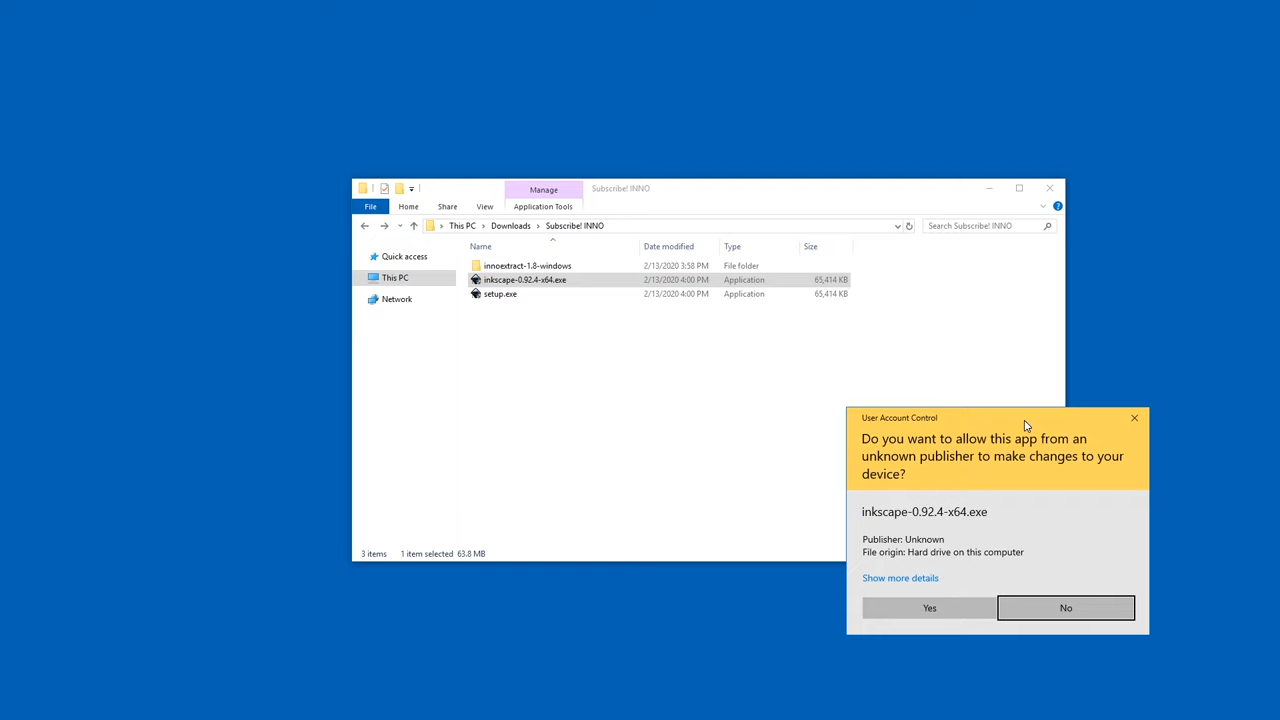 Manage
Subscribe! INNO
File
Home
Share
View
Application Tools
This PC
Downloads
Subscribe! INNO
Search Subscribe! INNO
Name
Date modified
Type
Size
Quick access
This PC
Network
innoextract-1.8-windows
2/13/2020 3:58 PM
File folder
inkscape-0.92.4-x64.exe
2/13/2020 4:00 PM
Application
65,414 KB
setup.exe
2/13/2020 4:00 PM
Application
65,414 KB
3 items
1 item selected 63.8 MB
User Account Control
Do you want to allow this app from an
unknown publisher to make changes to your
device?
inkscape-0.92.4-x64.exe
Publisher: Unknown
File origin: Hard drive on this computer
Show more details
Yes
No